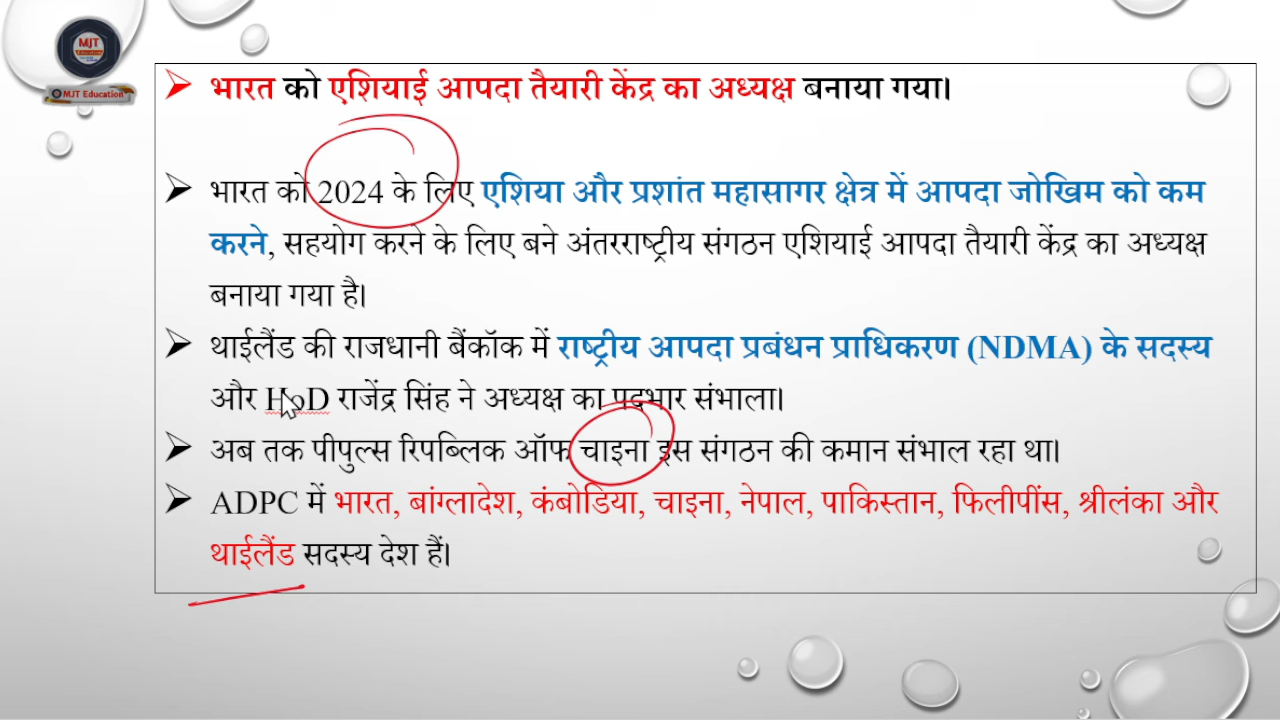 MJT
Education
MJT Education
➢ भारत को एशियाई आपदा तैयारी केंद्र का अध्यक्ष बनाया गया।
➢ भारत को 2024 के लिए एशिया और प्रशांत महासागर क्षेत्र में आपदा जोखिम को कम
करने, सहयोग करने के लिए बने अंतरराष्ट्रीय संगठन एशियाई आपदा तैयारी केंद्र का अध्यक्ष
बनाया गया है।
➢ थाईलैंड की राजधानी बैंकॉक में राष्ट्रीय आपदा प्रबंधन प्राधिकरण (NDMA) के सदस्य
और HoD राजेंद्र सिंह ने अध्यक्ष का पदभार संभाला।
➢ अब तक पीपुल्स रिपब्लिक ऑफ चाइना इस संगठन की कमान संभाल रहा था।
➢ ADPC में भारत, बांग्लादेश, कंबोडिया, चाइना, नेपाल, पाकिस्तान, फिलीपींस, श्रीलंका और
थाईलैंड सदस्य देश हैं।